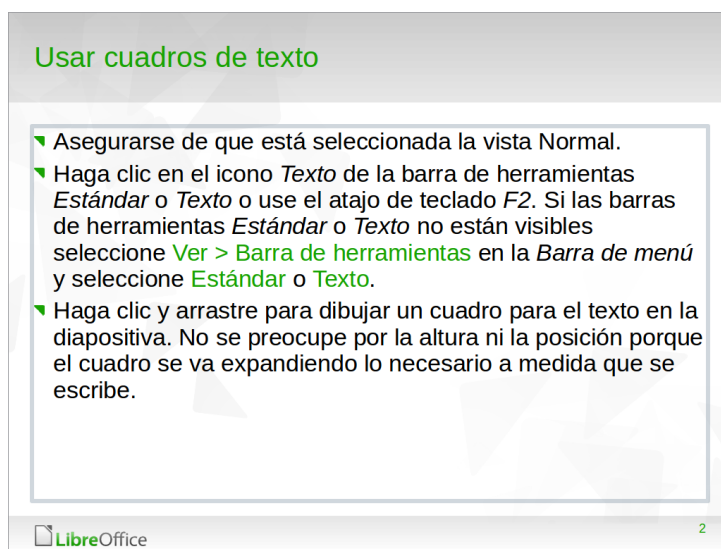 Usar cuadros de texto
Asegurarse de que está seleccionada la vista Normal.
Haga clic en el icono Texto de la barra de herramientas
Estándar o Texto o use el atajo de teclado F2. Si las barras
de herramientas Estándar o Texto no están visibles
seleccione Ver > Barra de herramientas en la Barra de menú
y seleccione Estándar o Texto.
Haga clic y arrastre para dibujar un cuadro para el texto en la
diapositiva. No se preocupe por la altura ni la posición porque
el cuadro se va expandiendo lo necesario a medida que se
escribe.
LibreOffice
2